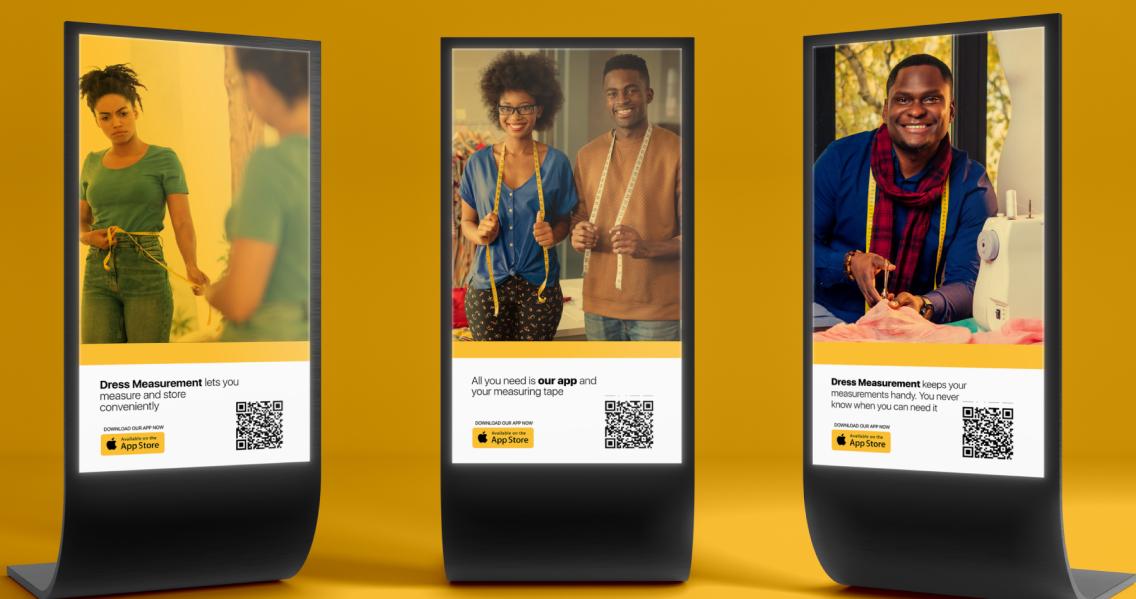 Dress Measurement lets you
measure and store
conveniently
DOWNLOAD OUR APP NOW
Available on the
App Store
All you need is our app and
your measuring tape
DOWNLOAD OUR APP NOW
Available on the
App Store
Dress Measurement keeps your
measurements handy. You never
know when you can need it
DOWNLOAD OUR APP NOW
Available on the
App Store